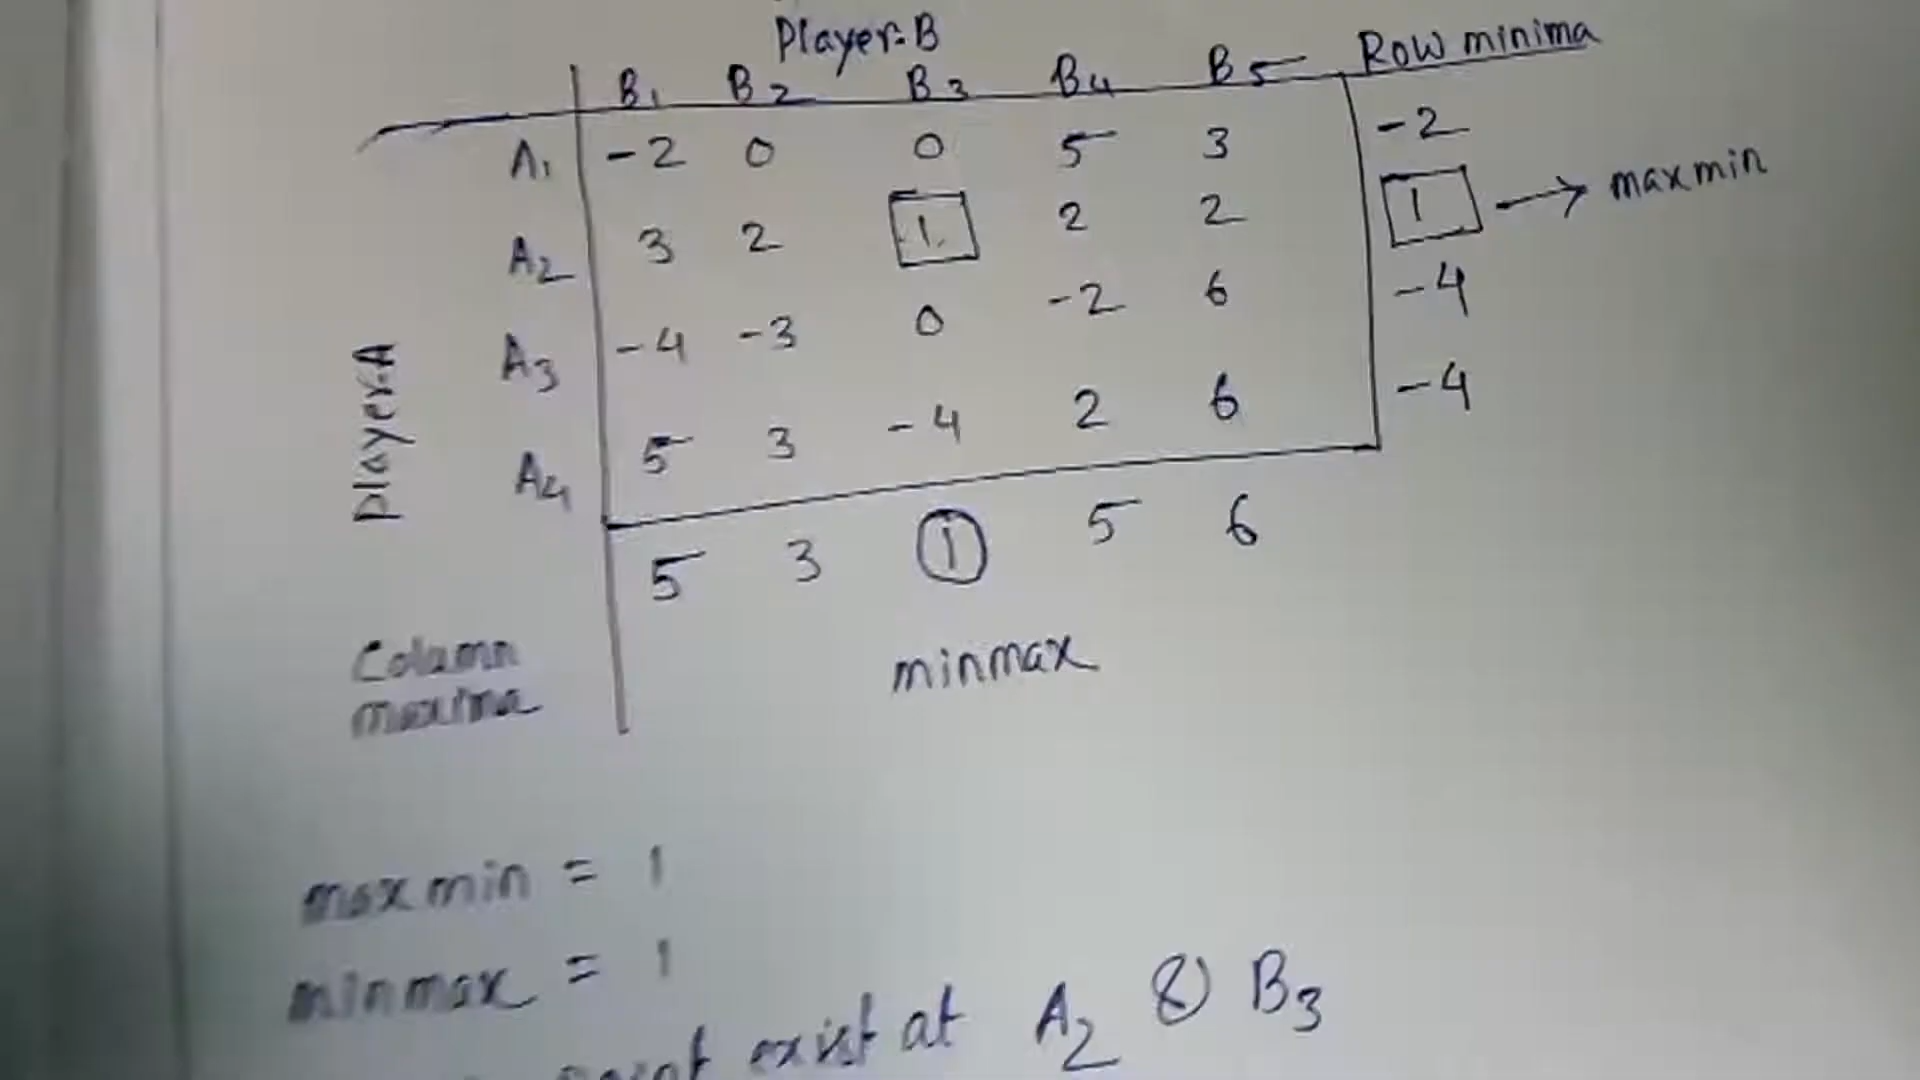 Player-B
B1 B2 B3 B4 B5 Row minima
A1 -2 0 0 5 3 -2
A2 3 2 1 2 2 1 → maxmin
A3 -4 -3 0 -2 6 -4
Player-A
A4 5 3 -4 2 6 -4
5 3 1 5 6
Column
maxima
minmax
maxmin = 1
minmax = 1
point exist at A2 & B3